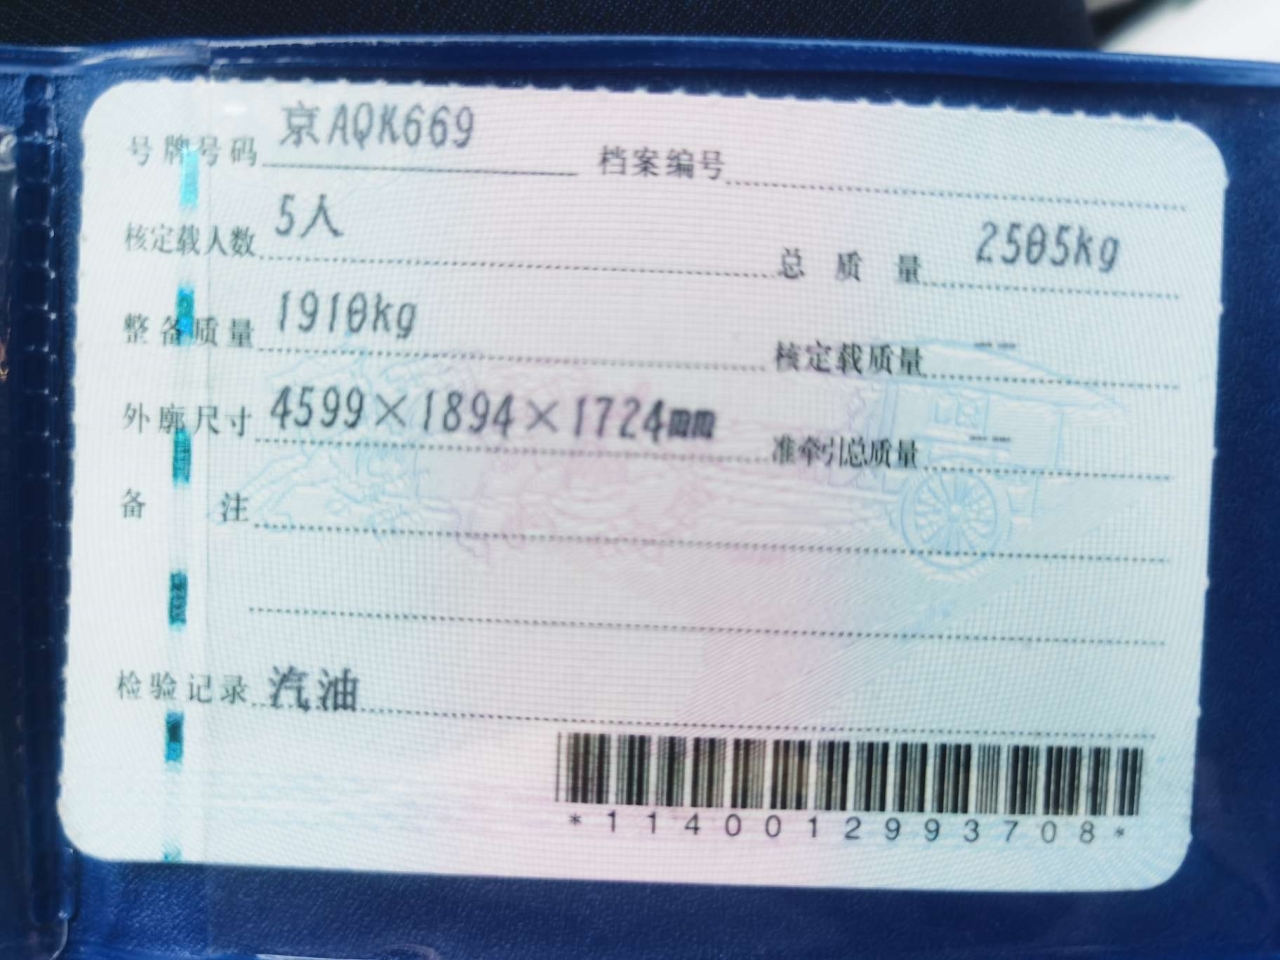 号牌号码 京AQK669 档案编号
核定载人数 5人 总质量 2505kg
整备质量 1910kg 核定载质量 -- 
外廓尺寸 4599×1894×1724mm 准牵引总质量 --
备注
检验记录 汽油
*1140012993708*